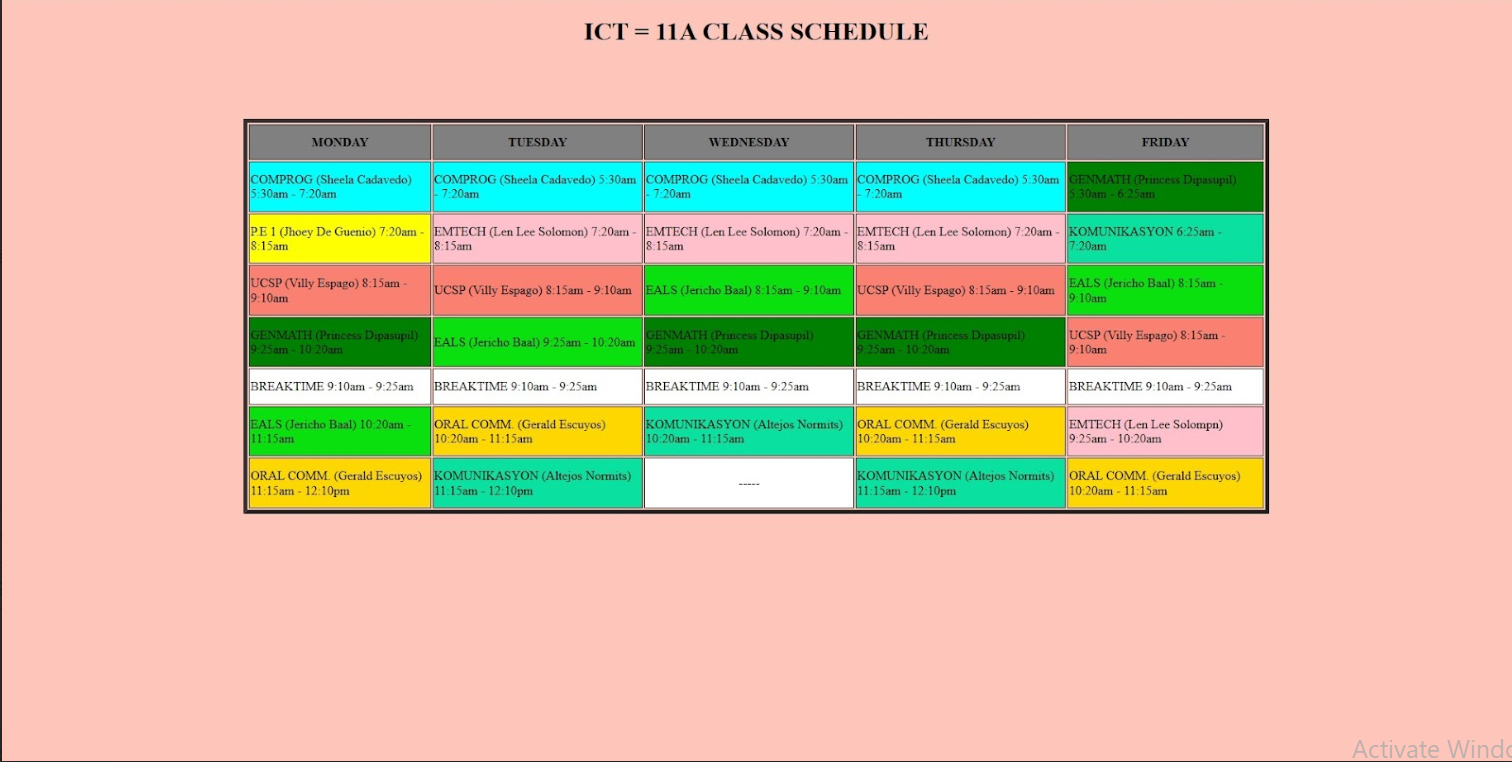 ICT = 11A CLASS SCHEDULE
MONDAY TUESDAY WEDNESDAY THURSDAY FRIDAY
COMPROG (Sheela Cadavedo)
5:30am - 7:20am
COMPROG (Sheela Cadavedo) 5:30am
- 7:20am
COMPROG (Sheela Cadavedo) 5:30am
- 7:20am
COMPROG (Sheela Cadavedo) 5:30am
- 7:20am
GENMATH (Princess Dipasupil)
5:30am - 6:25am
P.E 1 (Jhoey De Guenio) 7:20am -
8:15am
EMTECH (Len Lee Solomon) 7:20am -
8:15am
EMTECH (Len Lee Solomon) 7:20am -
8:15am
EMTECH (Len Lee Solomon) 7:20am -
8:15am
KOMUNIKASYON 6:25am -
7:20am
UCSP (Villy Espago) 8:15am -
9:10am
UCSP (Villy Espago) 8:15am - 9:10am
EALS (Jericho Baal) 8:15am - 9:10am
UCSP (Villy Espago) 8:15am - 9:10am
EALS (Jericho Baal) 8:15am -
9:10am
GENMATH (Princess Dipasupil)
9:25am - 10:20am
EALS (Jericho Baal) 9:25am - 10:20am
GENMATH (Princess Dipasupil)
9:25am - 10:20am
GENMATH (Princess Dipasupil)
9:25am - 10:20am
UCSP (Villy Espago) 8:15am -
9:10am
BREAKTIME 9:10am - 9:25am
BREAKTIME 9:10am - 9:25am
BREAKTIME 9:10am - 9:25am
BREAKTIME 9:10am - 9:25am
BREAKTIME 9:10am - 9:25am
EALS (Jericho Baal) 10:20am -
11:15am
ORAL COMM. (Gerald Escuyos)
10:20am - 11:15am
KOMUNIKASYON (Altejos Normits)
10:20am - 11:15am
ORAL COMM. (Gerald Escuyos)
10:20am - 11:15am
EMTECH (Len Lee Solompn)
9:25am - 10:20am
ORAL COMM. (Gerald Escuyos)
11:15am - 12:10pm
KOMUNIKASYON (Altejos Normits)
11:15am - 12:10pm
-----
KOMUNIKASYON (Altejos Normits)
11:15am - 12:10pm
ORAL COMM. (Gerald Escuyos)
10:20am - 11:15am
Activate Windo